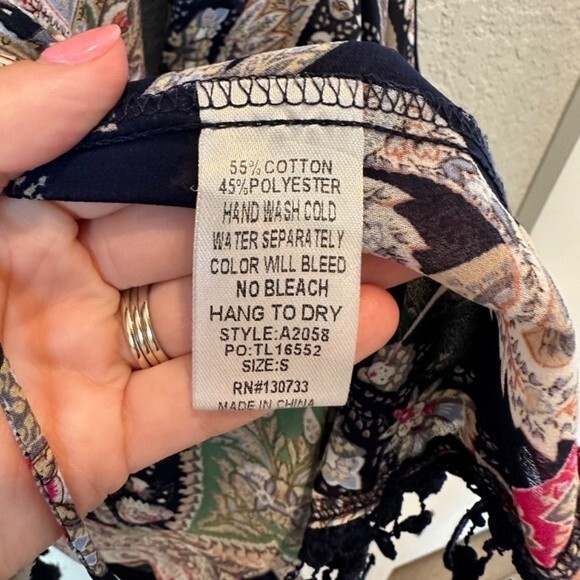 55% COTTON
45%POLYESTER
HAND WASH COLD
WATER SEPARATELY
COLOR WILL BLEED
NO BLEACH
HANG TO DRY
STYLE:A2058
PO:TL16552
SIZE:S
RN#130733
MADE IN CHINA